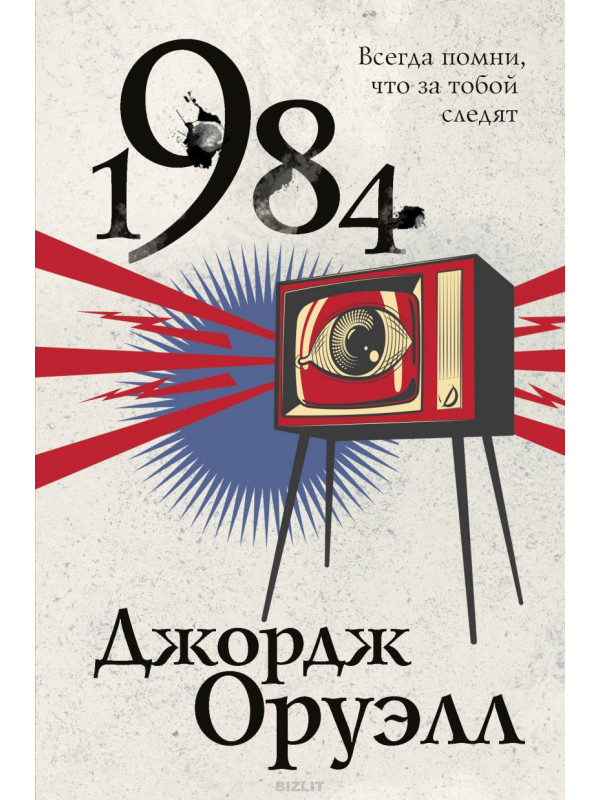 1984
Всегда помни,
что за тобой
следят
Джордж
Оруэлл
BIZLIT